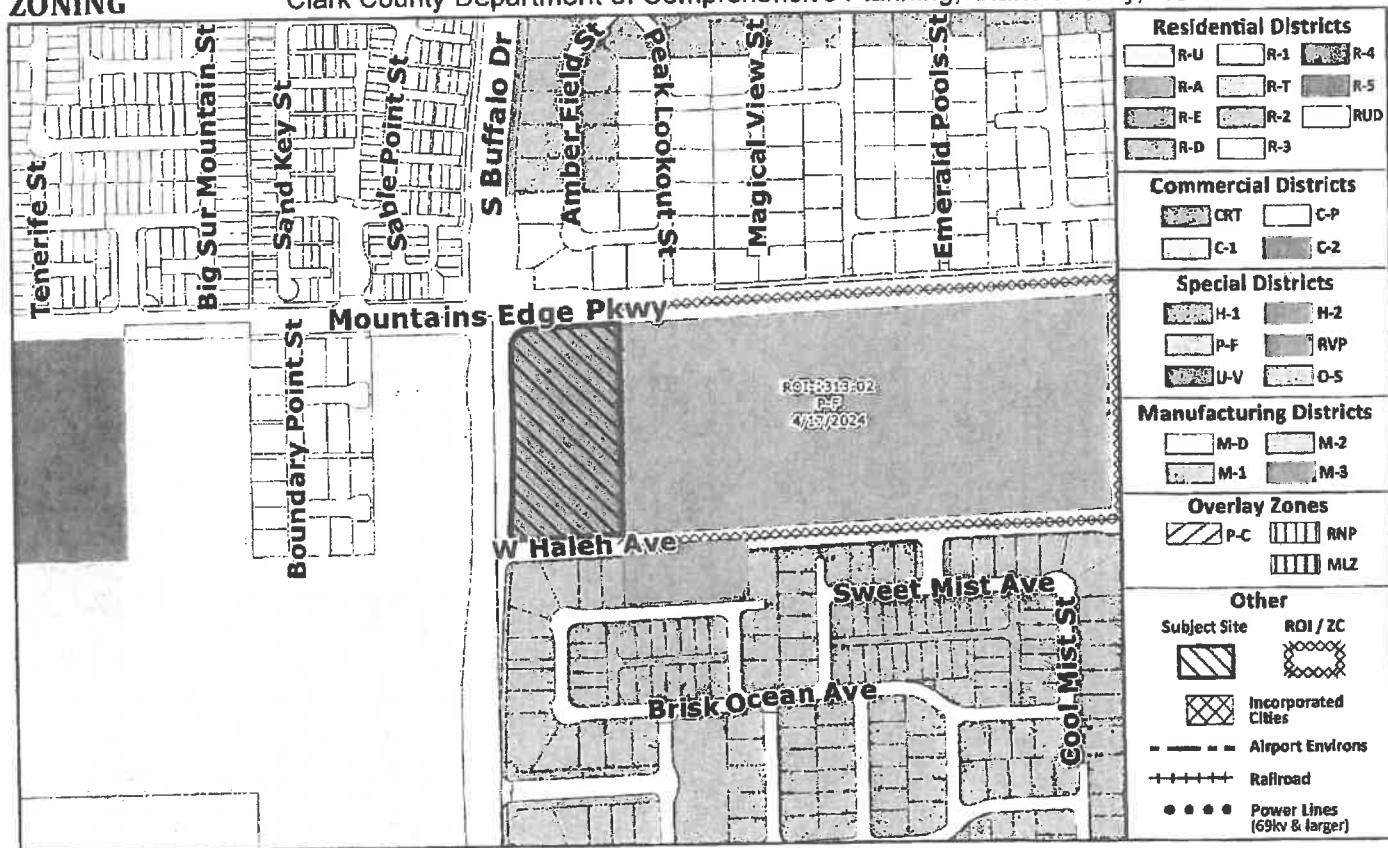 ZONING
Clark County Department of Comprehensive Planning, Clark County,
Tenerife St
Big Sur Mountain St
Sand Key St
Sable Point St
S Buffalo Dr
Amber Field St
Peak Lookout St
Magical View St
Emerald Pools St
Mountains Edge Pkwy
Boundary Point St
4/17/2024
W Haleh Ave
Sweet Mist Ave
Cool Mist St
Brisk Ocean Ave
Residential Districts
R-U R-1 R-4
R-A R-T R-5
R-E R-2 RUD
R-D R-3
Commercial Districts
CRT C-P
C-1 C-2
Special Districts
H-1 H-2
P-F RVP
U-V O-S
Manufacturing Districts
M-D M-2
M-1 M-3
Overlay Zones
P-C RNP
MLZ
Other
Subject Site ROI / ZC
Incorporated
Cities
Airport Environs
Railroad
Power Lines
(69kv & larger)